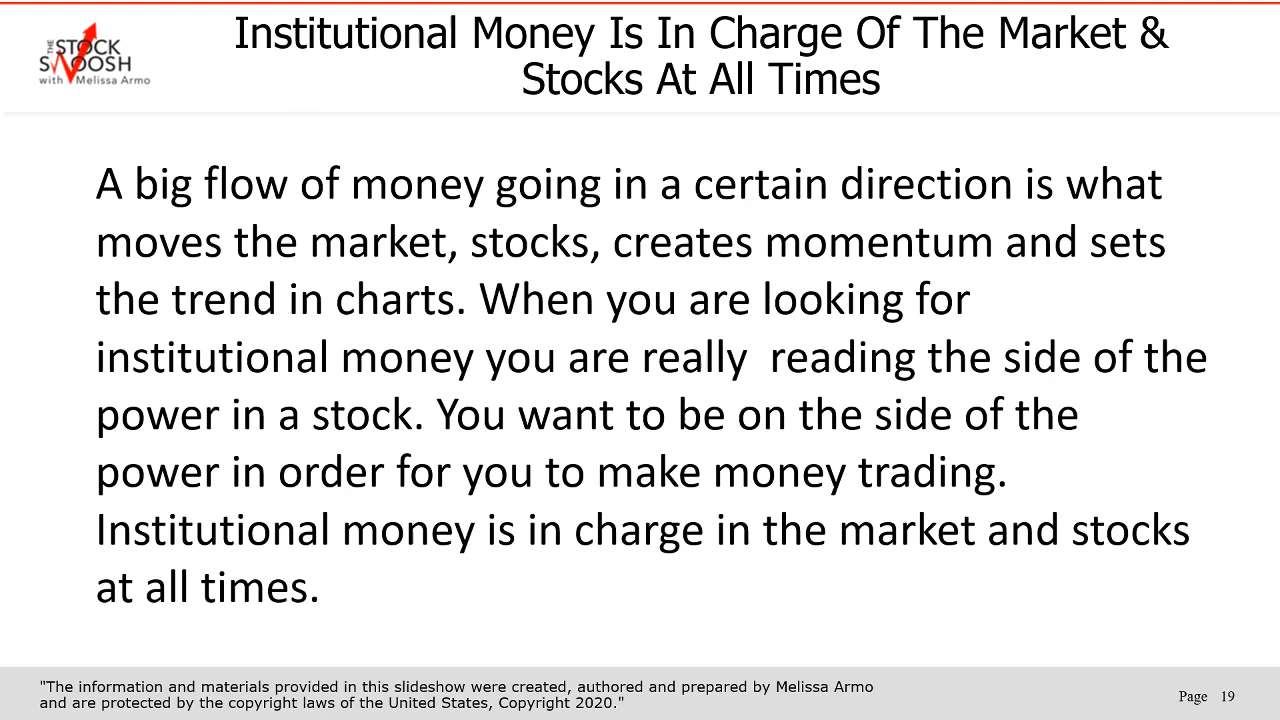 Institutional Money Is In Charge Of The Market &
Stocks At All Times
THE STOCK
SWOOSH
with Melissa Armo
A big flow of money going in a certain direction is what
moves the market, stocks, creates momentum and sets
the trend in charts. When you are looking for
institutional money you are really  reading the side of the
power in a stock. You want to be on the side of the
power in order for you to make money trading.
Institutional money is in charge in the market and stocks
at all times.
"The information and materials provided in this slideshow were created, authored and prepared by Melissa Armo
and are protected by the copyright laws of the United States, Copyright 2020."
Page 19